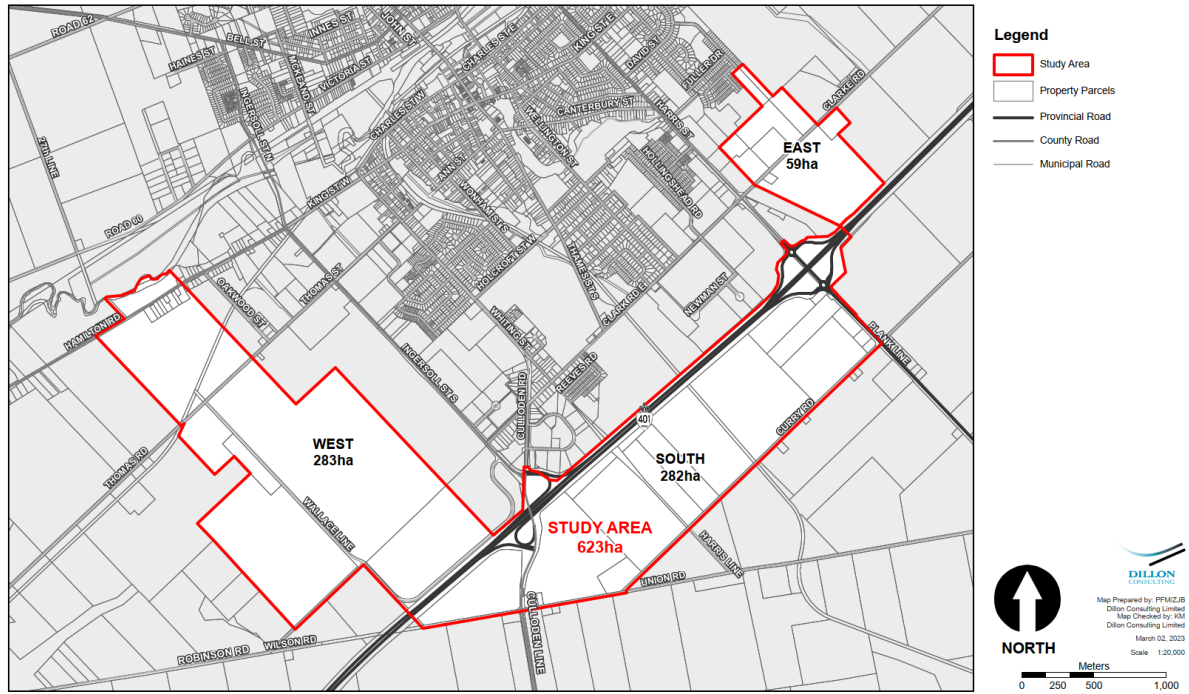 ROAD 62
BELL ST
INNES ST
JOHN ST
CHARLES ST E
KING ST E
DAVID ST
FULLER DR
HAINES ST
MCKEAND ST
VICTORIA ST
INGERSOLL ST N
CHARLES ST W
WELLINGTON ST
CANTERBURY ST
HARRIS ST
CLARKE RD
27TH LINE
EAST
59ha
ANN ST
HOLLINGSHEAD RD
KING ST W
WONHAM ST S
ROAD 60
HOLCROFT ST W
THAMES ST S
OAKWOOD ST
THOMAS ST
CLARK RD E
NEWMAN ST
HAMILTON RD
WHITING ST
PLANK LINE
INGERSOLL ST S
REEVES RD
CULLODEN RD
401
CURRY RD
WEST
283ha
SOUTH
282ha
THOMAS RD
WALLACE LINE
STUDY AREA
623ha
HARRIS LINE
UNION RD
CULLODEN LINE
WILSON RD
ROBINSON RD
Legend
Study Area
Property Parcels
Provincial Road
County Road
Municipal Road
NORTH
DILLON
CONSULTING
Map Prepared by: PFM/ZJB
Dillon Consulting Limited
Map Checked by: KM
Dillon Consulting Limited
March 02, 2023
Scale 1:20,000
Meters
0 250 500 1,000